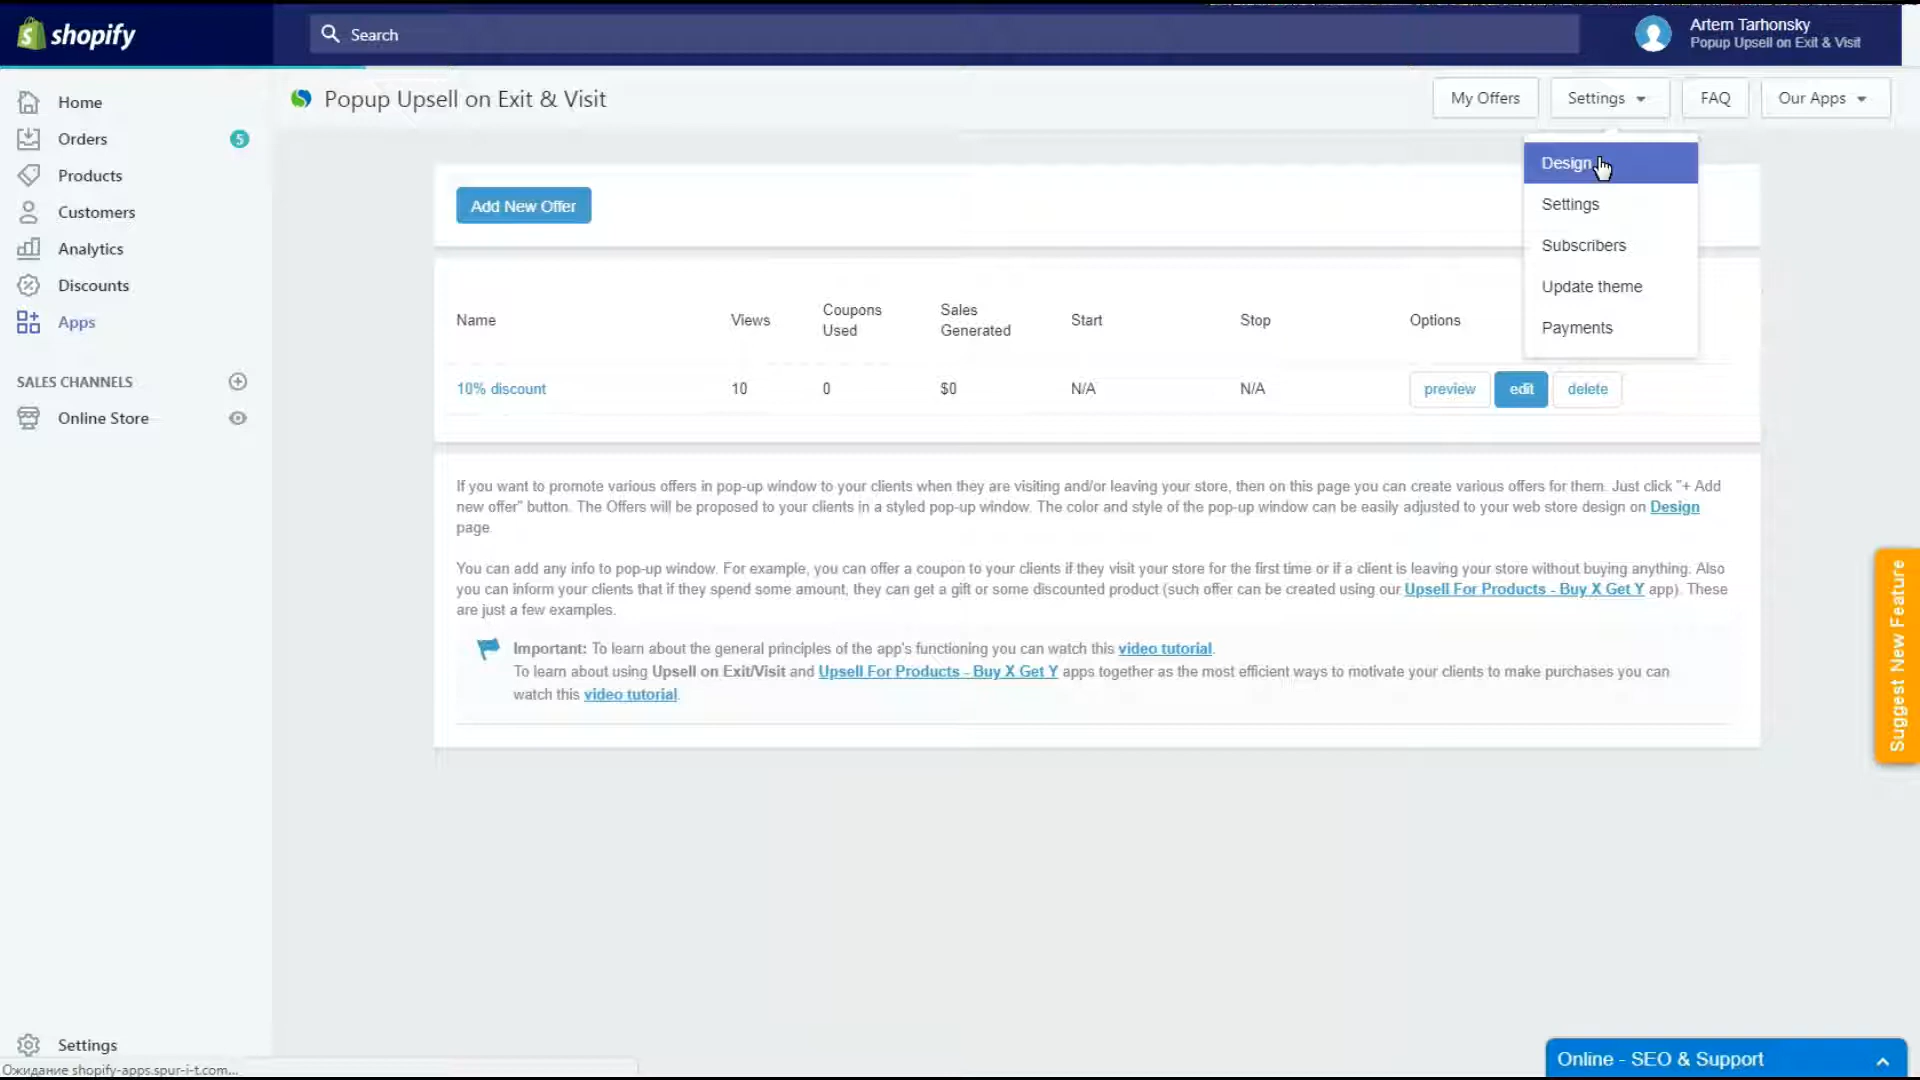 shopify
Search
Artem Tarhonsky
Popup Upsell on Exit & Visit
Home
Orders 5
Products
Customers
Analytics
Discounts
Apps
SALES CHANNELS
Online Store
Settings
Popup Upsell on Exit & Visit
My Offers Settings FAQ Our Apps
Design
Settings
Subscribers
Update theme
Payments
Add New Offer
Name Views Coupons Used Sales Generated Start Stop Options
10% discount 10 0 $0 N/A N/A preview edit delete
If you want to promote various offers in pop-up window to your clients when they are visiting and/or leaving your store, then on this page you can create various offers for them. Just click "+ Add
new offer" button. The Offers will be proposed to your clients in a styled pop-up window. The color and style of the pop-up window can be easily adjusted to your web store design on Design
page.
You can add any info to pop-up window. For example, you can offer a coupon to your clients if they visit your store for the first time or if a client is leaving your store without buying anything. Also
you can inform your clients that if they spend some amount, they can get a gift or some discounted product (such offer can be created using our Upsell For Products - Buy X Get Y app). These
are just a few examples.
Important: To learn about the general principles of the app's functioning you can watch this video tutorial.
To learn about using Upsell on Exit/Visit and Upsell For Products - Buy X Get Y apps together as the most efficient ways to motivate your clients to make purchases you can
watch this video tutorial.
Suggest New Feature
Online - SEO & Support
Ожидание shopify-apps.spur-i-t.com...